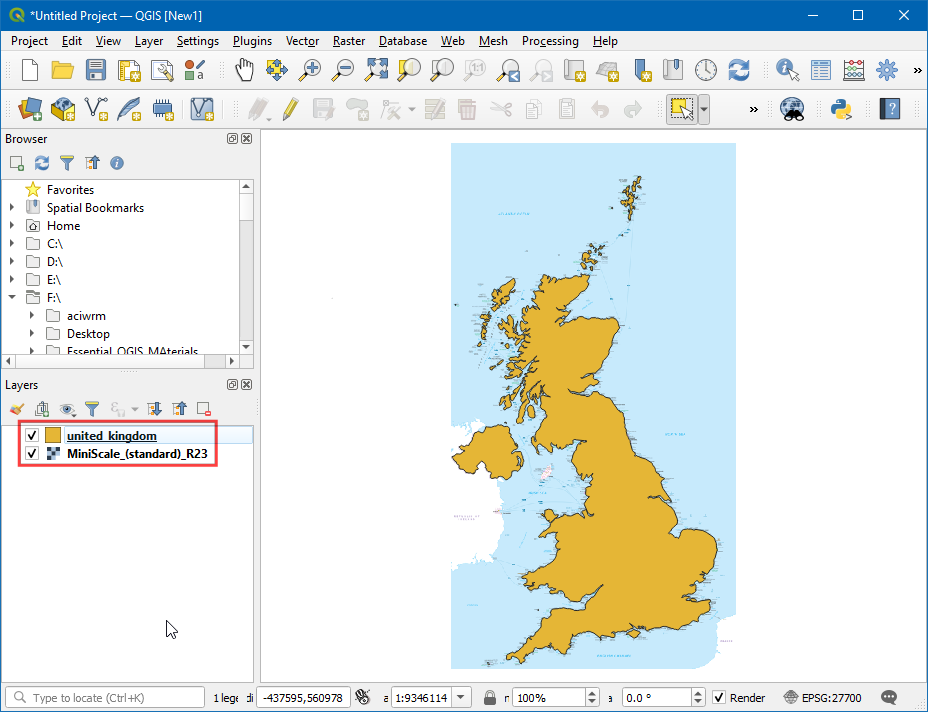 *Untitled Project — QGIS [New1]
Project Edit View Layer Settings Plugins Vector Raster Database Web Mesh Processing Help
Browser
Favorites
Spatial Bookmarks
Home
C:\
D:\
E:\
F:\
aciwrm
Desktop
Essential_QGIS_MAterials
Layers
united_kingdom
MiniScale_(standard)_R23
Type to locate (Ctrl+K) 1 lege di -437595,560978 a 1:9346114 r 100% a 0.0 ° Render EPSG:27700